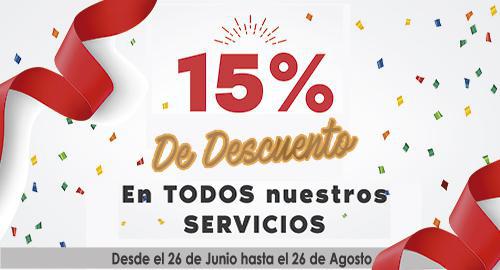 15%
De Descuento
En TODOS nuestros
SERVICIOS
Desde el 26 de Junio hasta el 26 de Agosto